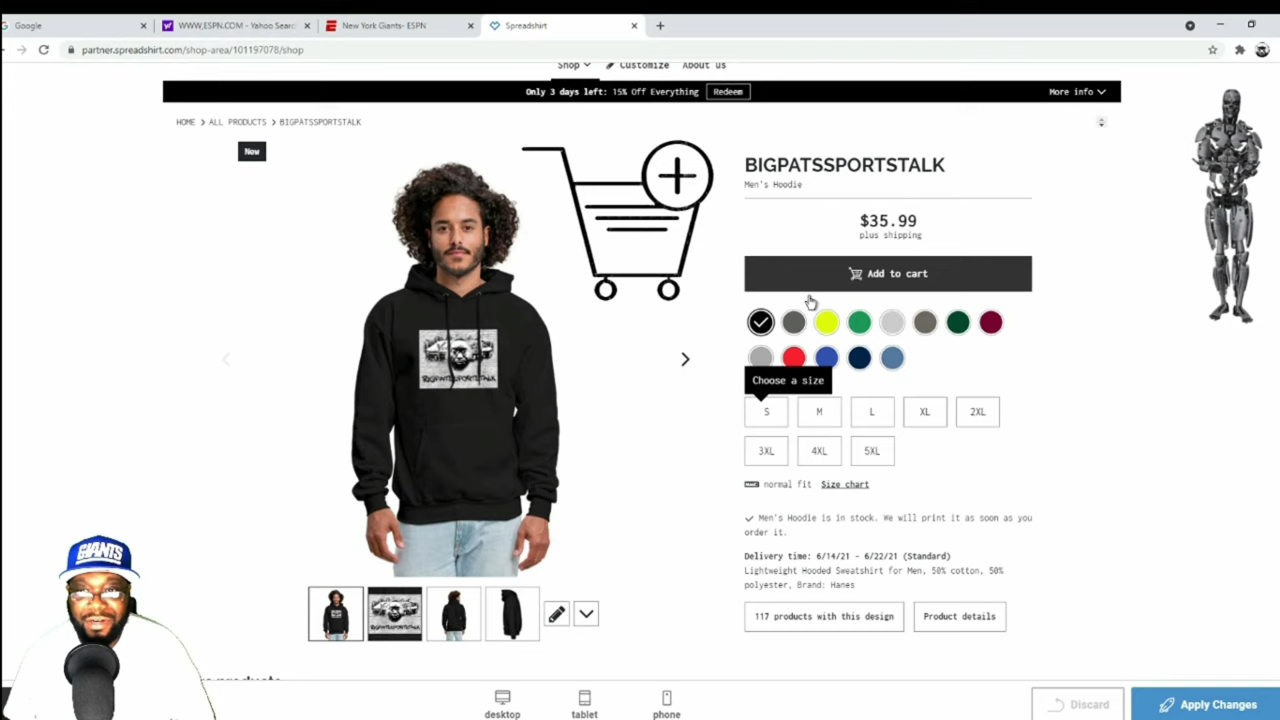 Google
WWW.ESPN.COM - Yahoo Searc
New York Giants- ESPN
Spreadshirt
partner.spreadshirt.com/shop-area/101197078/shop
Shop Customize About us
Only 3 days left: 15% Off Everything Redeem
More info
HOME > ALL PRODUCTS > BIGPATSSPORTSTALK
New
BIGPATSSPORTSTALK
Men's Hoodie
$35.99
plus shipping
Add to cart
Choose a size
S M L XL 2XL
3XL 4XL 5XL
normal fit Size chart
Men's Hoodie is in stock. We will print it as soon as you
order it.
Delivery time: 6/14/21 - 6/22/21 (Standard)
Lightweight Hooded Sweatshirt for Men, 50% cotton, 50%
polyester, Brand: Hanes
117 products with this design Product details
BIGPATSSPORTSTALK
BIGPATSSPORTSTALK
GIANTS
desktop tablet phone
Discard Apply Changes